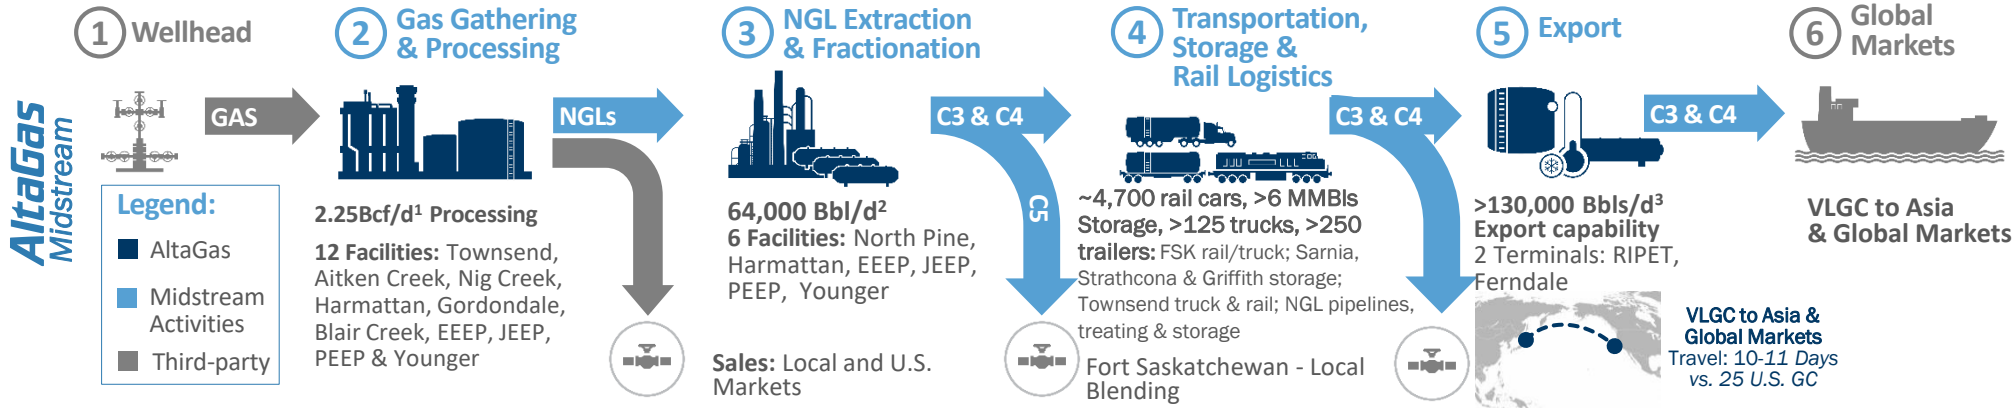 1 Wellhead
2 Gas Gathering
& Processing
3 NGL Extraction
& Fractionation
4 Transportation,
Storage &
Rail Logistics
5 Export
6 Global
Markets
AltaGas
Midstream
GAS
NGLs
C3 & C4
C5
C3 & C4
C3 & C4
Legend:
AltaGas
Midstream
Activities
Third-party
2.25Bcf/d¹ Processing
12 Facilities: Townsend,
Aitken Creek, Nig Creek,
Harmattan, Gordondale,
Blair Creek, EEEP, JEEP,
PEEP & Younger
64,000 Bbl/d²
6 Facilities: North Pine,
Harmattan, EEEP, JEEP,
PEEP, Younger
Sales: Local and U.S.
Markets
~4,700 rail cars, >6 MMBls
Storage, >125 trucks, >250
trailers: FSK rail/truck; Sarnia,
Strathcona & Griffith storage;
Townsend truck & rail; NGL pipelines,
treating & storage
Fort Saskatchewan - Local
Blending
>130,000 Bbls/d³
Export capability
2 Terminals: RIPET,
Ferndale
VLGC to Asia &
Global Markets
Travel: 10-11 Days
vs. 25 U.S. GC
VLGC to Asia
& Global Markets